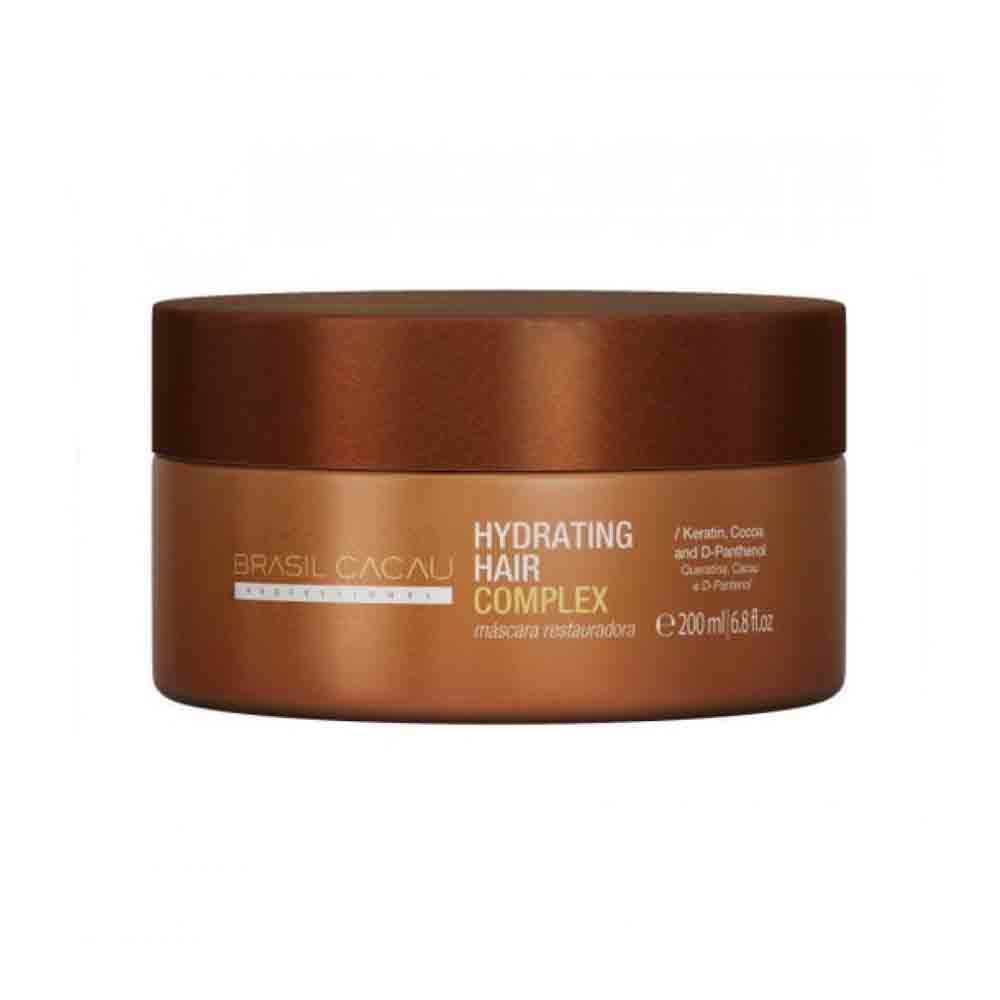 BRASIL CACAU
PROFESSIONAL
HYDRATING
HAIR
COMPLEX
máscara restauradora
/ Keratin, Cocoa
and D-Panthenol
Queratina, Cacau
e D-Pantenol
e 200 ml | 6.8 fl.oz